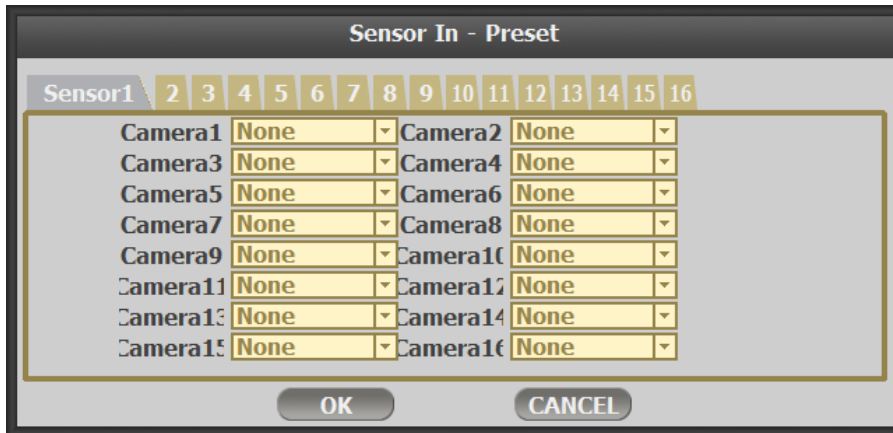 Sensor In - Preset
Sensor1 2 3 4 5 6 7 8 9 10 11 12 13 14 15 16
Camera1 None Camera2 None
Camera3 None Camera4 None
Camera5 None Camera6 None
Camera7 None Camera8 None
Camera9 None Camera10 None
Camera11 None Camera12 None
Camera13 None Camera14 None
Camera15 None Camera16 None
OK CANCEL